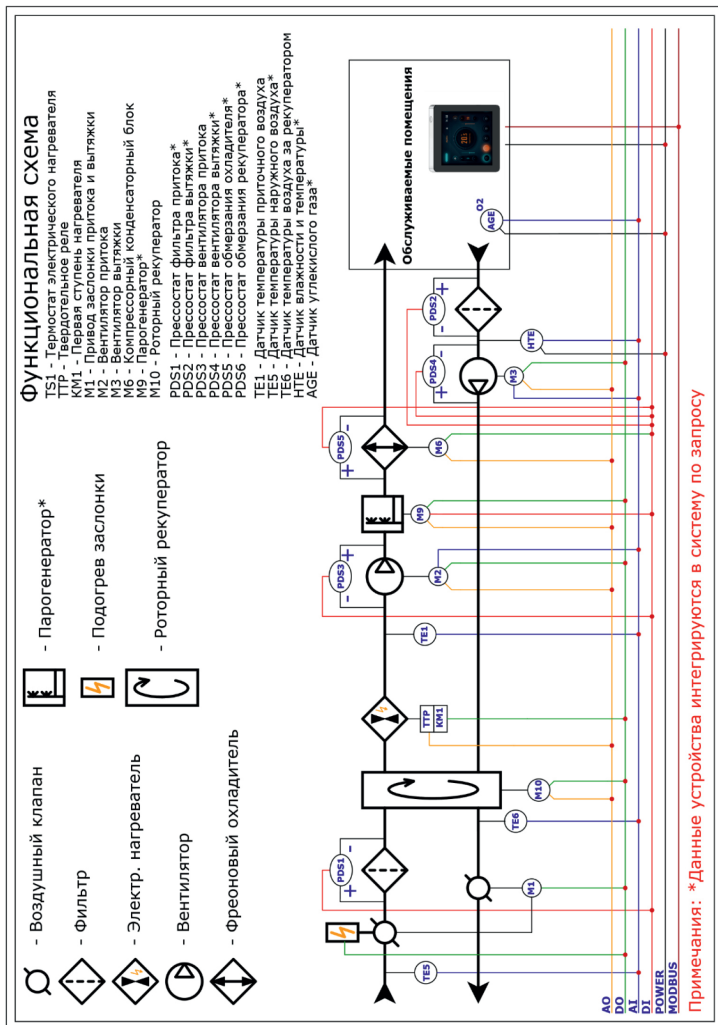 Функциональная схема
TS1 - Термостат электрического нагревателя
TTP - Твердотельное реле
KM1 - Первая ступень нагревателя
M1 - Привод заслонки притока и вытяжки
M2 - Вентилятор притока
M3 - Вентилятор вытяжки
M6 - Компрессорный конденсаторный блок
M9 - Парогенератор*
M10 - Роторный рекуператор
PDS1 - Прессостат фильтра притока*
PDS2 - Прессостат фильтра вытяжки*
PDS3 - Прессостат вентилятора притока
PDS4 - Прессостат вентилятора вытяжки*
PDS5 - Прессостат обмерзания охладителя*
PDS6 - Прессостат обмерзания рекуператора*
TE1 - Датчик температуры приточного воздуха
TE5 - Датчик температуры наружного воздуха*
TE6 - Датчик температуры воздуха за рекуператором
HTE - Датчик влажности и температуры*
AGE - Датчик углекислого газа*
- Парогенератор*
- Подогрев заслонки
- Роторный рекуператор
- Воздушный клапан
- Фильтр
- Электр. нагреватель
- Вентилятор
- Фреоновый охладитель
Обслуживаемые помещения
TE5
M1
+ PDS1 -
TE6
M10
TTP
KM1
TE1
- PDS3 +
M2
M9
+ PDS5 -
M6
+ PDS4 -
M3
- PDS2 +
HTE
AGE
O2
AO
DO
AI
DI
POWER
MODBUS
Примечания: *Данные устройства интегрируются в систему по запросу